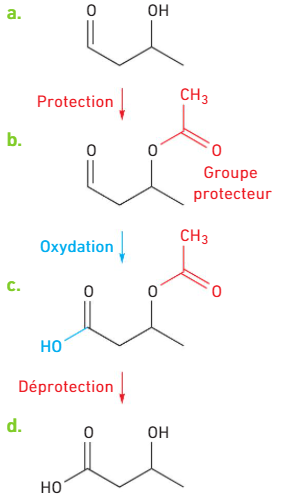 a.
O OH
Protection
CH3
b.
O O O
Groupe
protecteur
Oxydation
CH3
c.
O O O
HO
Déprotection
d.
O OH
HO